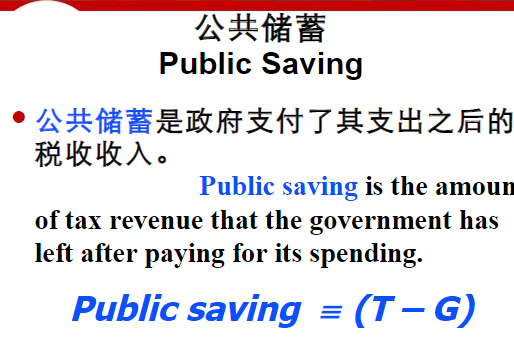 公共储蓄
Public Saving
公共储蓄是政府支付了其支出之后的
税收收入。
Public saving is the
of tax revenue that the government has
left after paying for its spending.
Public saving ≡ (T – G)